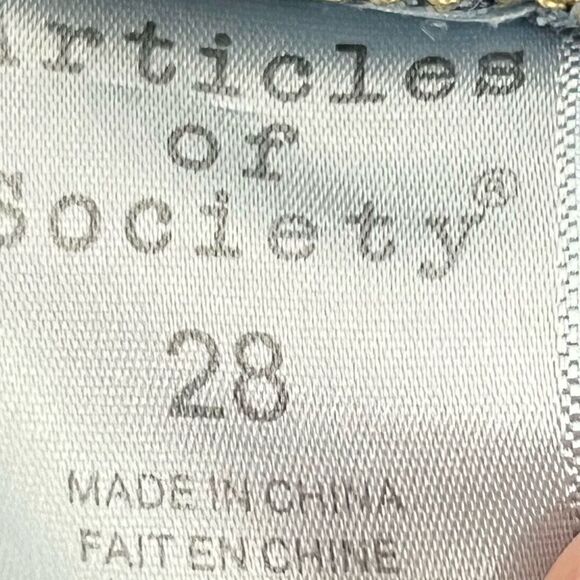 Articles
of
Society®
28
MADE IN CHINA
FAIT EN CHINE